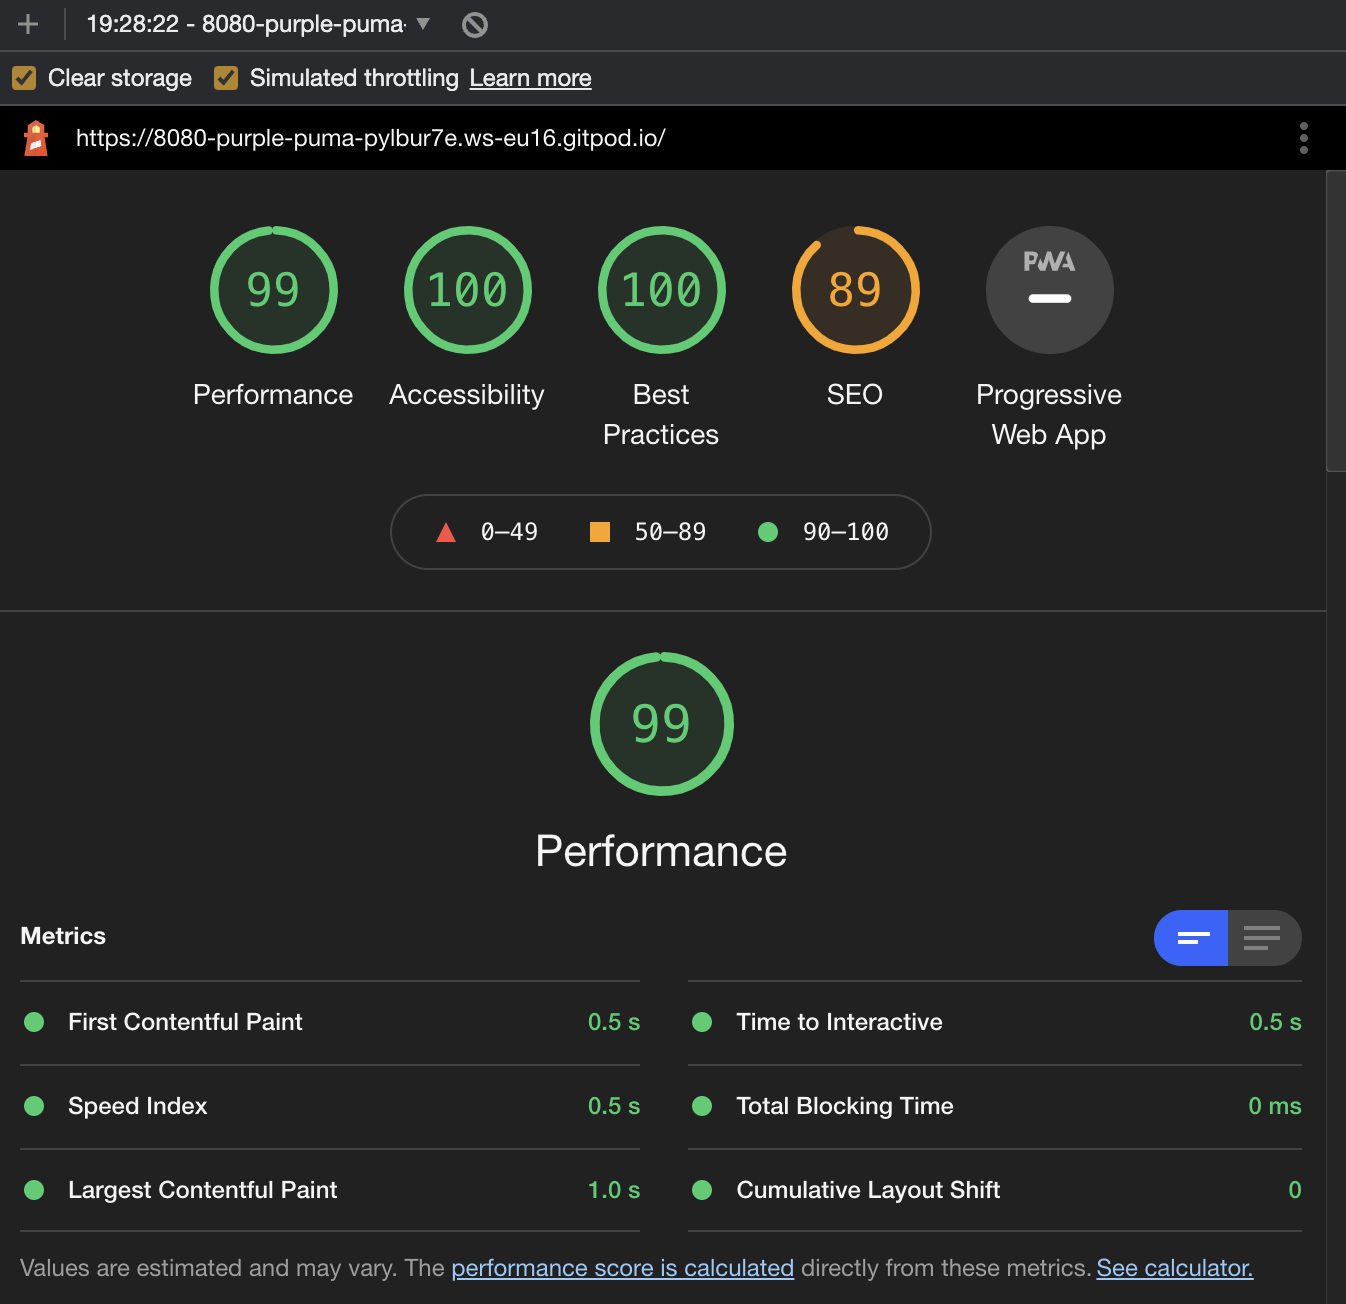 19:28:22 - 8080-purple-puma-
Clear storage Simulated throttling Learn more
https://8080-purple-puma-pylbur7e.ws-eu16.gitpod.io/
99 100 100 89 PWA
Performance Accessibility Best Practices SEO Progressive Web App
0–49 50–89 90–100
99
Performance
Metrics
First Contentful Paint 0.5 s
Time to Interactive 0.5 s
Speed Index 0.5 s
Total Blocking Time 0 ms
Largest Contentful Paint 1.0 s
Cumulative Layout Shift 0
Values are estimated and may vary. The performance score is calculated directly from these metrics. See calculator.